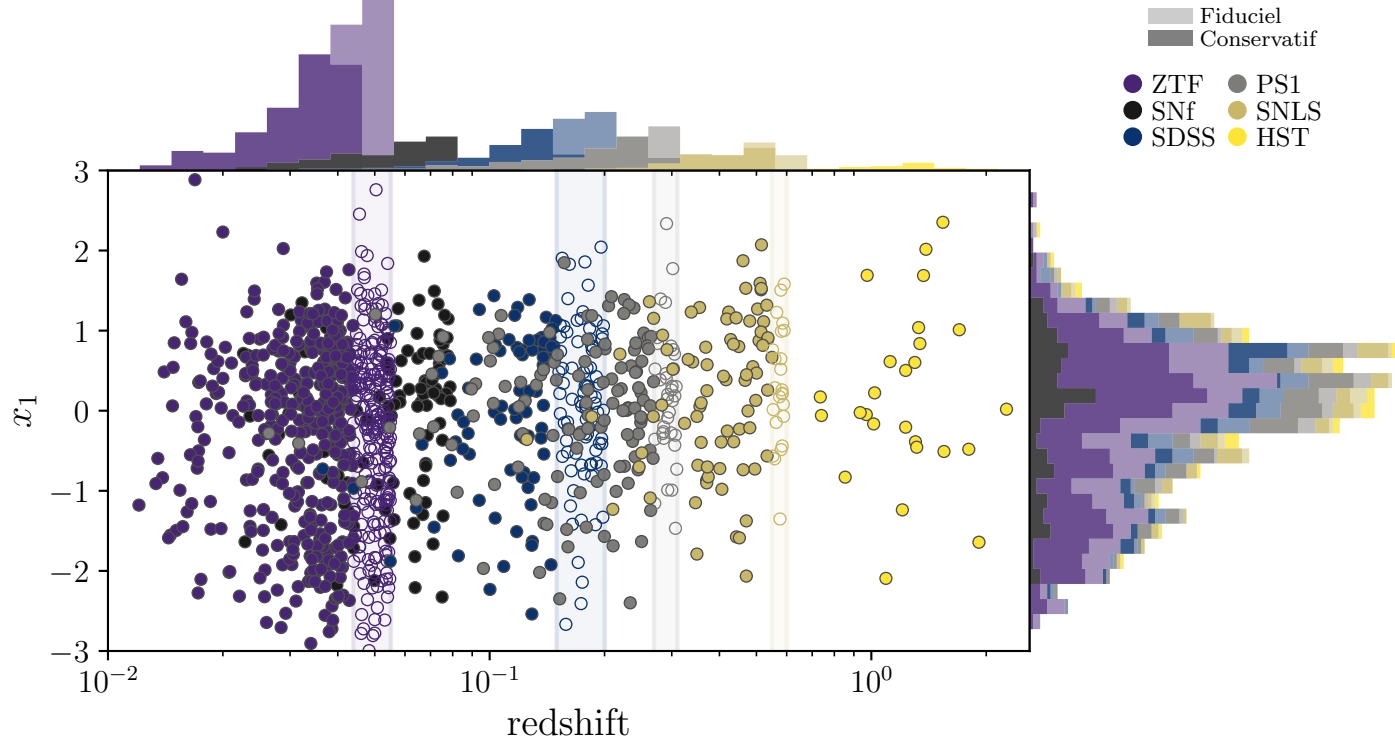 Fiduciel
Conservatif
ZTF PS1
SNf SNLS
SDSS HST
3
2
1
0
−1
−2
−3
x₁
10⁻² 10⁻¹ 10⁰
redshift